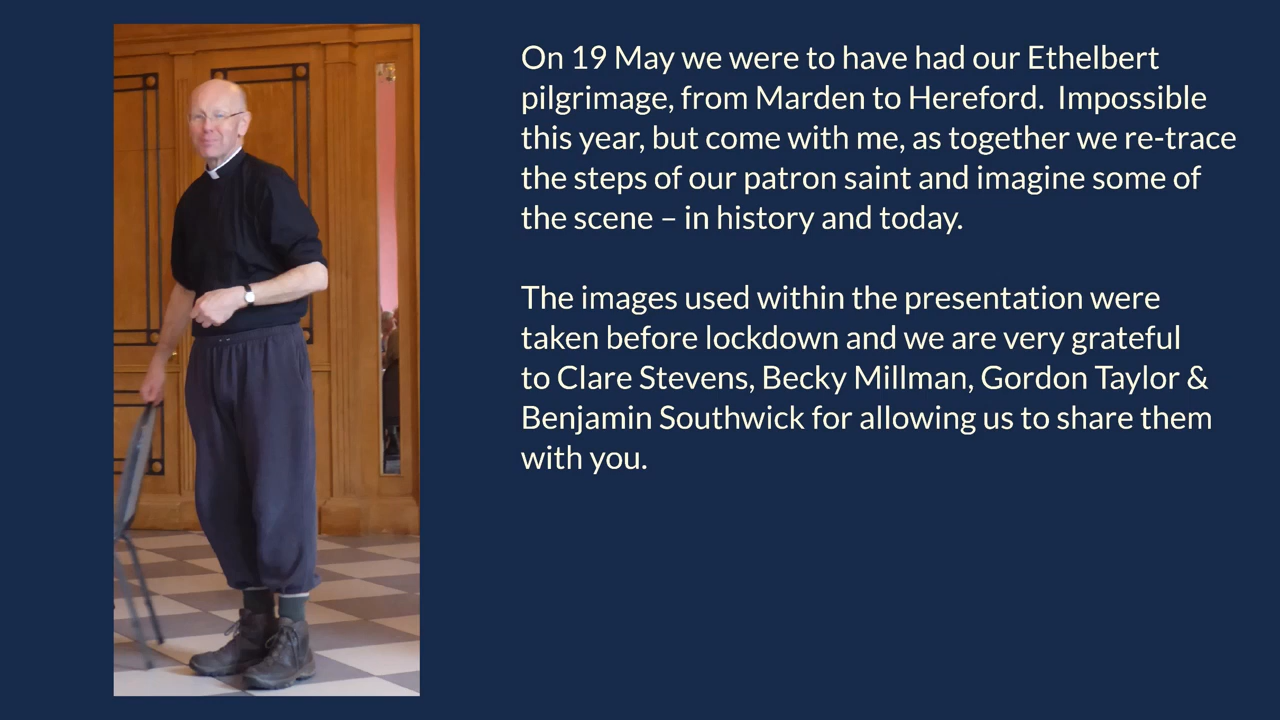 On 19 May we were to have had our Ethelbert
pilgrimage, from Marden to Hereford.  Impossible
this year, but come with me, as together we re-trace
the steps of our patron saint and imagine some of
the scene – in history and today.
The images used within the presentation were
taken before lockdown and we are very grateful
to Clare Stevens, Becky Millman, Gordon Taylor &
Benjamin Southwick for allowing us to share them
with you.